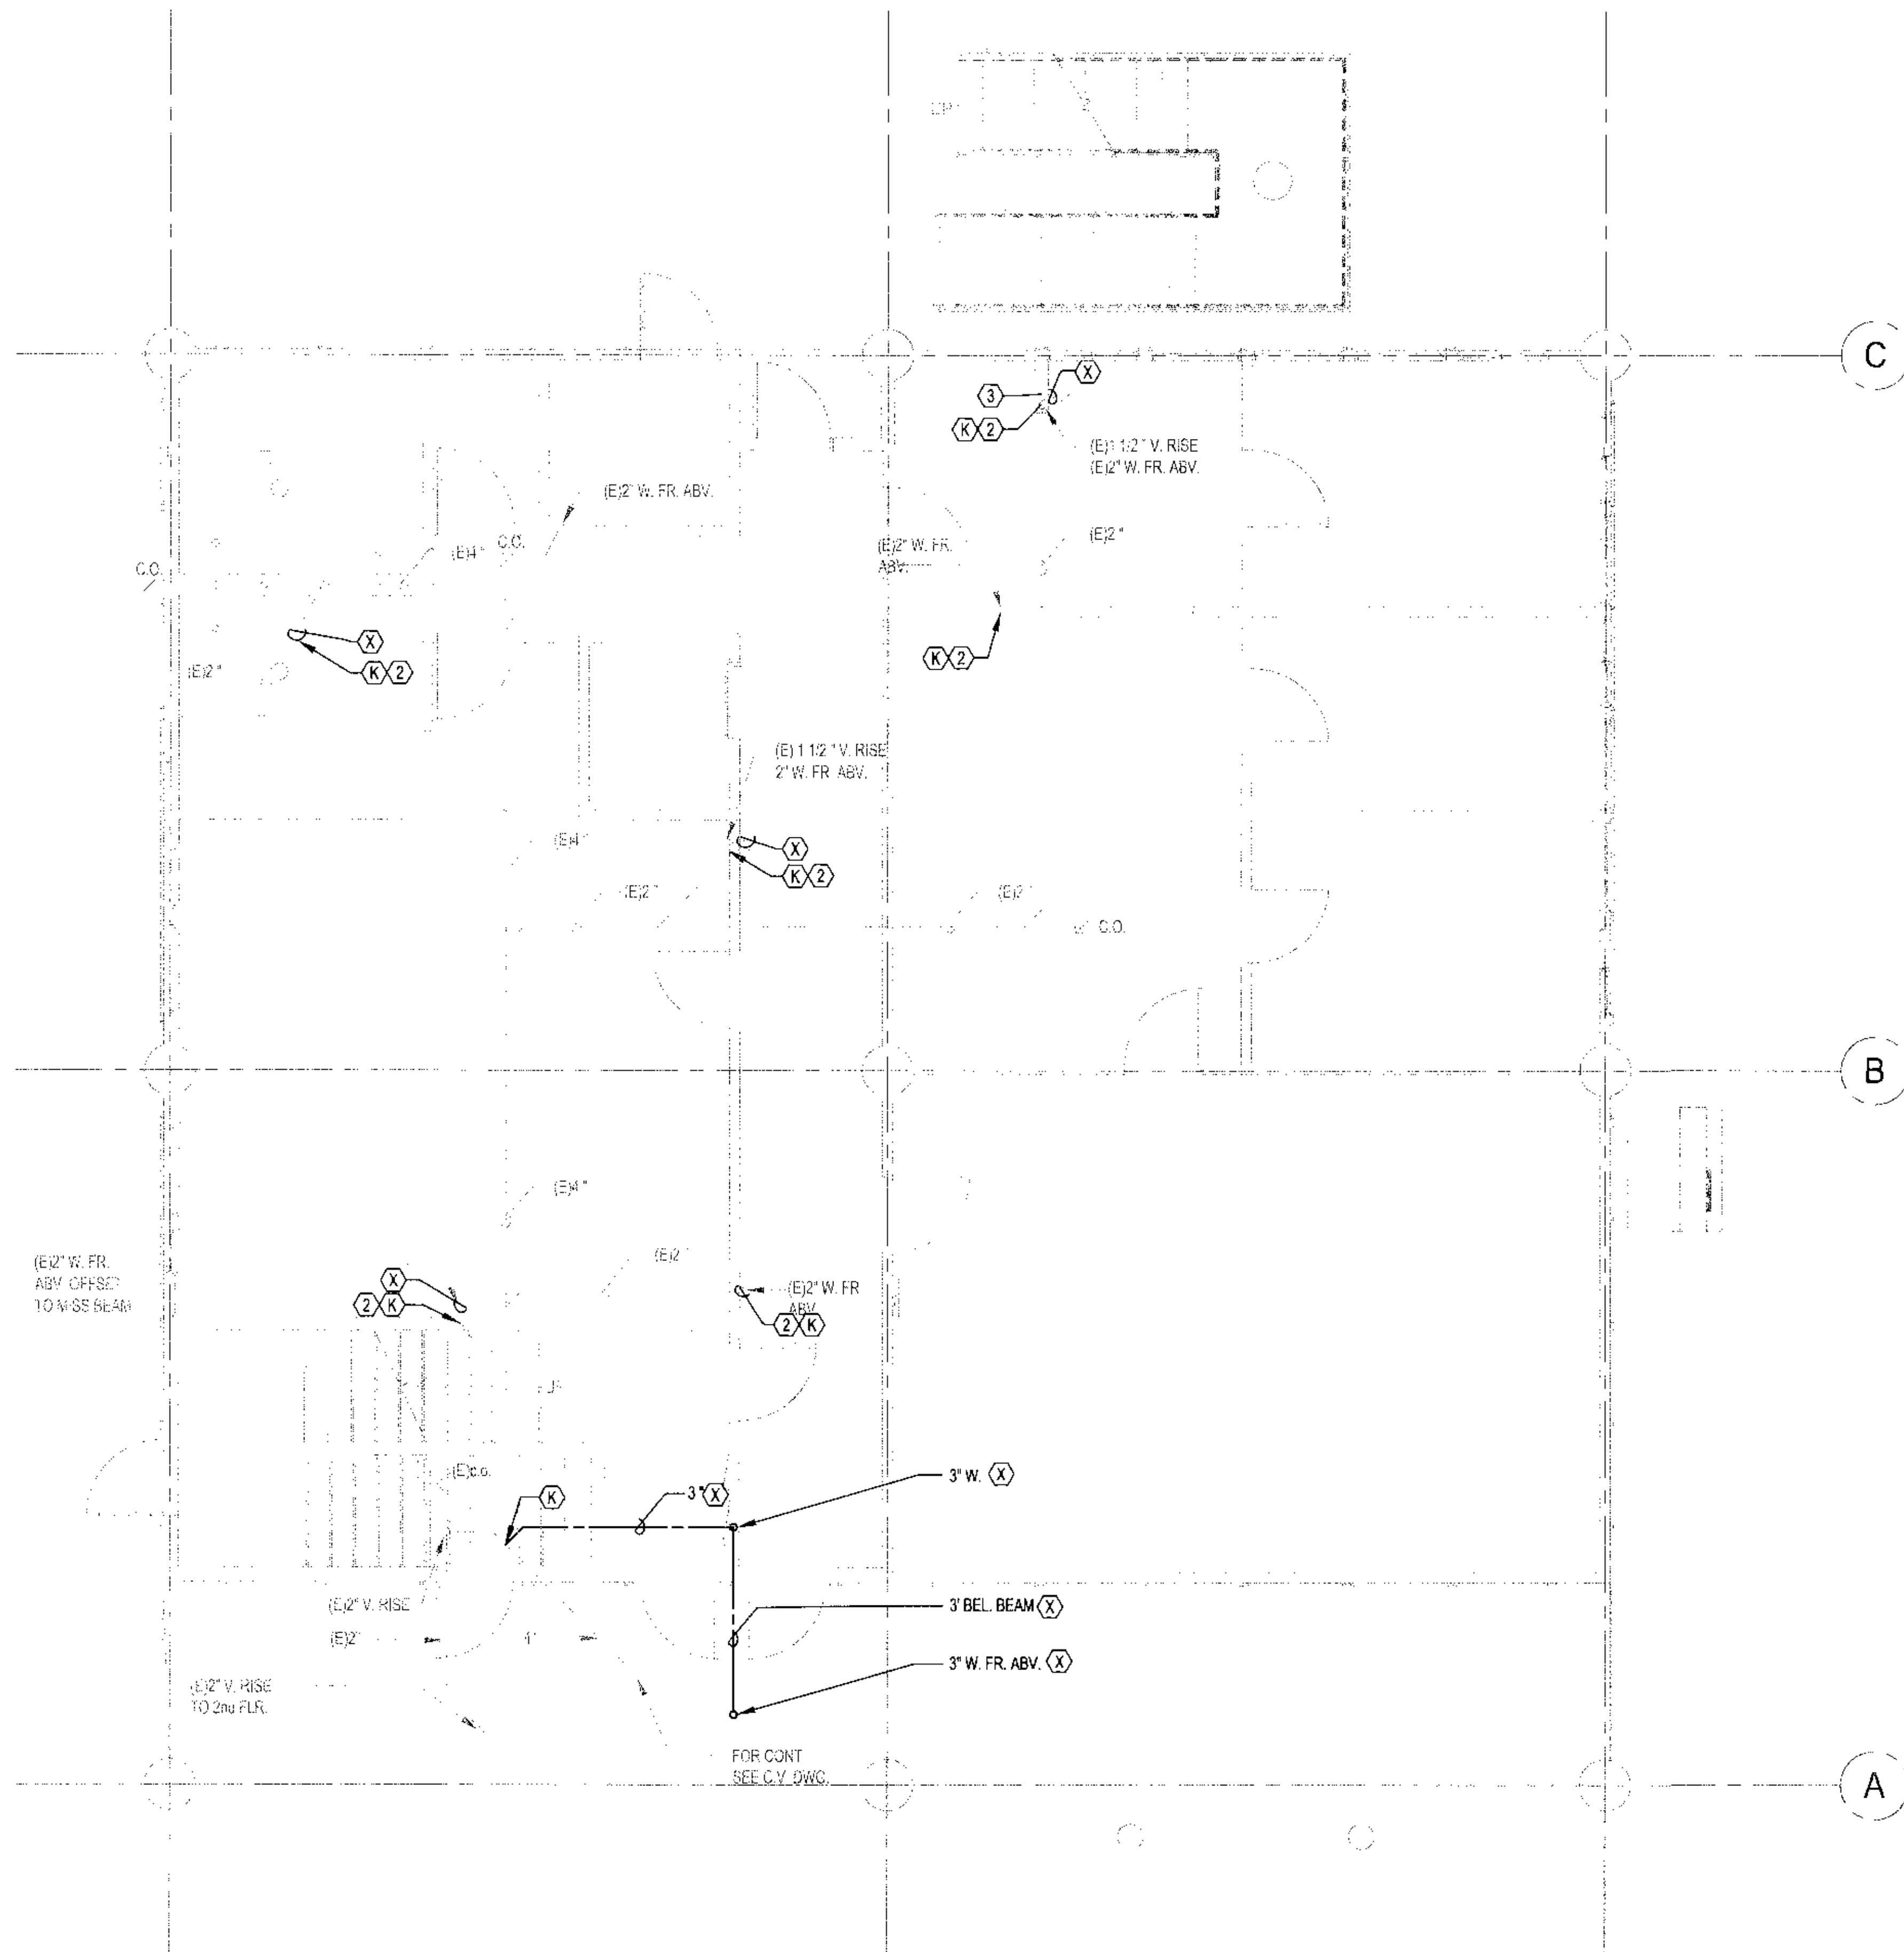 UP
C
X
3
K 2
(E)1 1/2" V. RISE
(E)2" W. FR. ABV.
(E)2" W. FR. ABV.
(E)2"
(E)2" W. FR.
ABV.
(E)4"
C.O.
C.O.
X
K 2
(E)2"
K 2
(E) 1 1/2" V. RISE
2" W. FR. ABV.
(E)4"
X
K 2
(E)2"
(E)2"
C.O.
B
(E)4"
(E)2"
(E)2" W. FR.
ABV. OFFSET
TO MISS BEAM
X
2 K
(E)2" W. FR
ABV.
2 K
(E)c.o.
3" W. X
K
3" X
(E)2" V. RISE
3" BEL. BEAM X
(E)2"
3" W. FR. ABV. X
(E)2" V. RISE
TO 2nd FLR.
FOR CONT
SEE C.V. DWG.
A